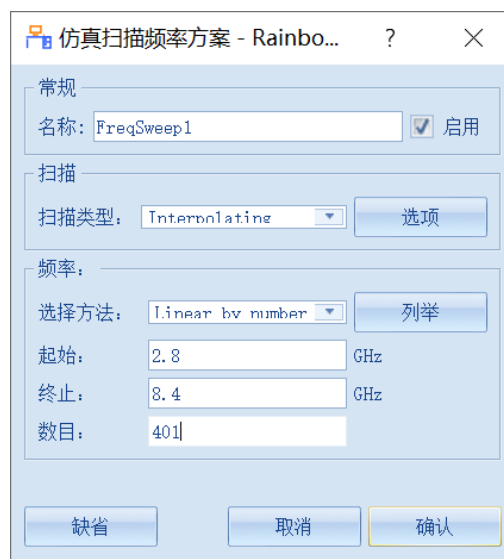 仿真扫描频率方案 - Rainbo... ?
常规
名称: FreqSweep1 启用
扫描
扫描类型: Interpolating 选项
频率:
选择方法: Linear by number 列举
起始: 2.8 GHz
终止: 8.4 GHz
数目: 401
缺省 取消 确认